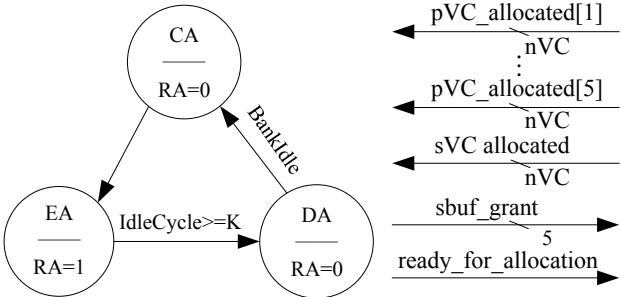 CA
RA=0
BankIdle
EA
RA=1
IdleCycle>=K
DA
RA=0
pVC_allocated[1]
nVC
pVC_allocated[5]
nVC
sVC allocated
nVC
sbuf_grant
5
ready_for_allocation